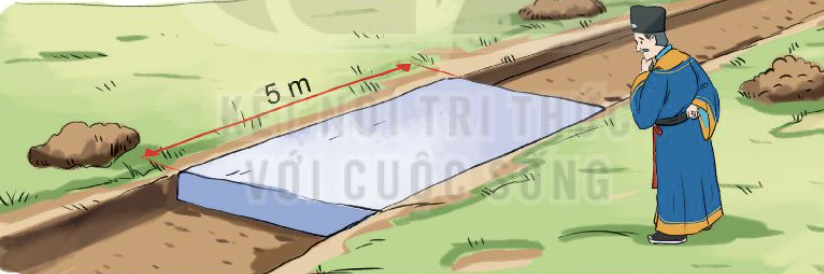 5 m
KẾT NỐI TRI THỨC
VỚI CUỘC SỐNG